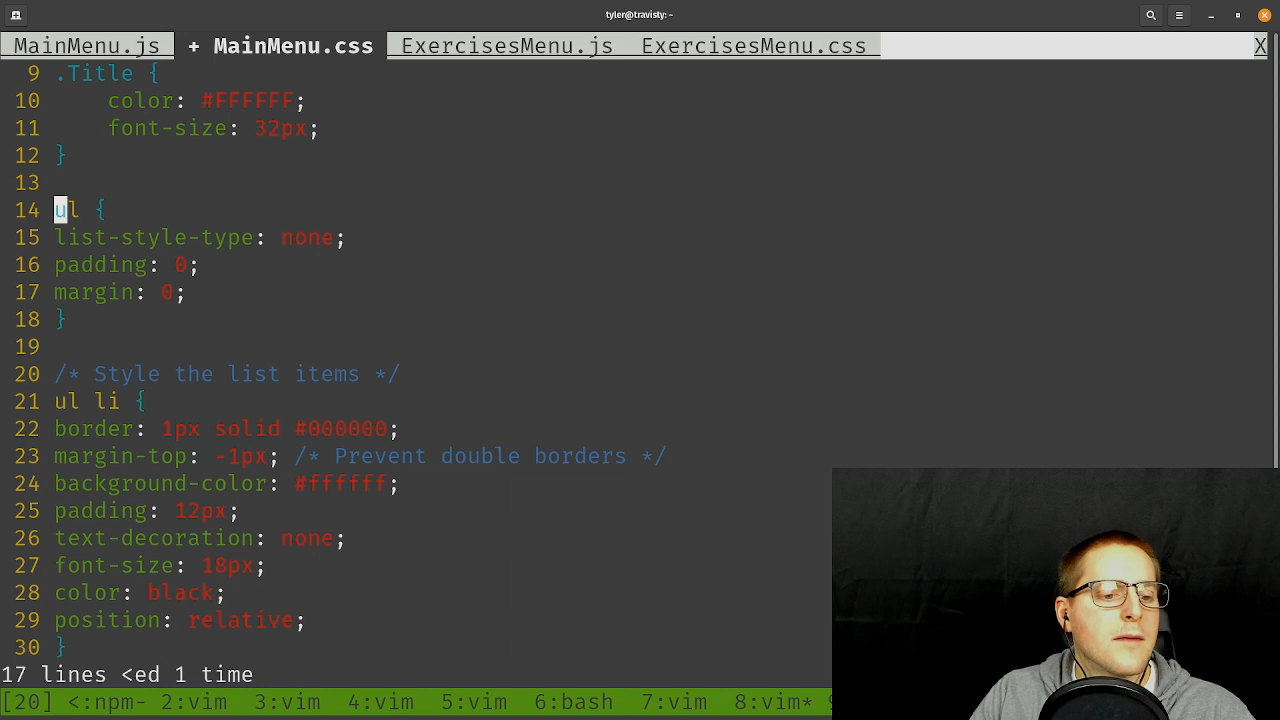 tyler@travisty: ~
MainMenu.js + MainMenu.css ExercisesMenu.js ExercisesMenu.css X
9 .Title {
10 color: #FFFFFF;
11 font-size: 32px;
12 }
13
14 ul {
15 list-style-type: none;
16 padding: 0;
17 margin: 0;
18 }
19
20 /* Style the list items */
21 ul li {
22 border: 1px solid #000000;
23 margin-top: -1px; /* Prevent double borders */
24 background-color: #ffffff;
25 padding: 12px;
26 text-decoration: none;
27 font-size: 18px;
28 color: black;
29 position: relative;
30 }
17 lines <ed 1 time
[20] <:npm- 2:vim 3:vim 4:vim 5:vim 6:bash 7:vim 8:vim*